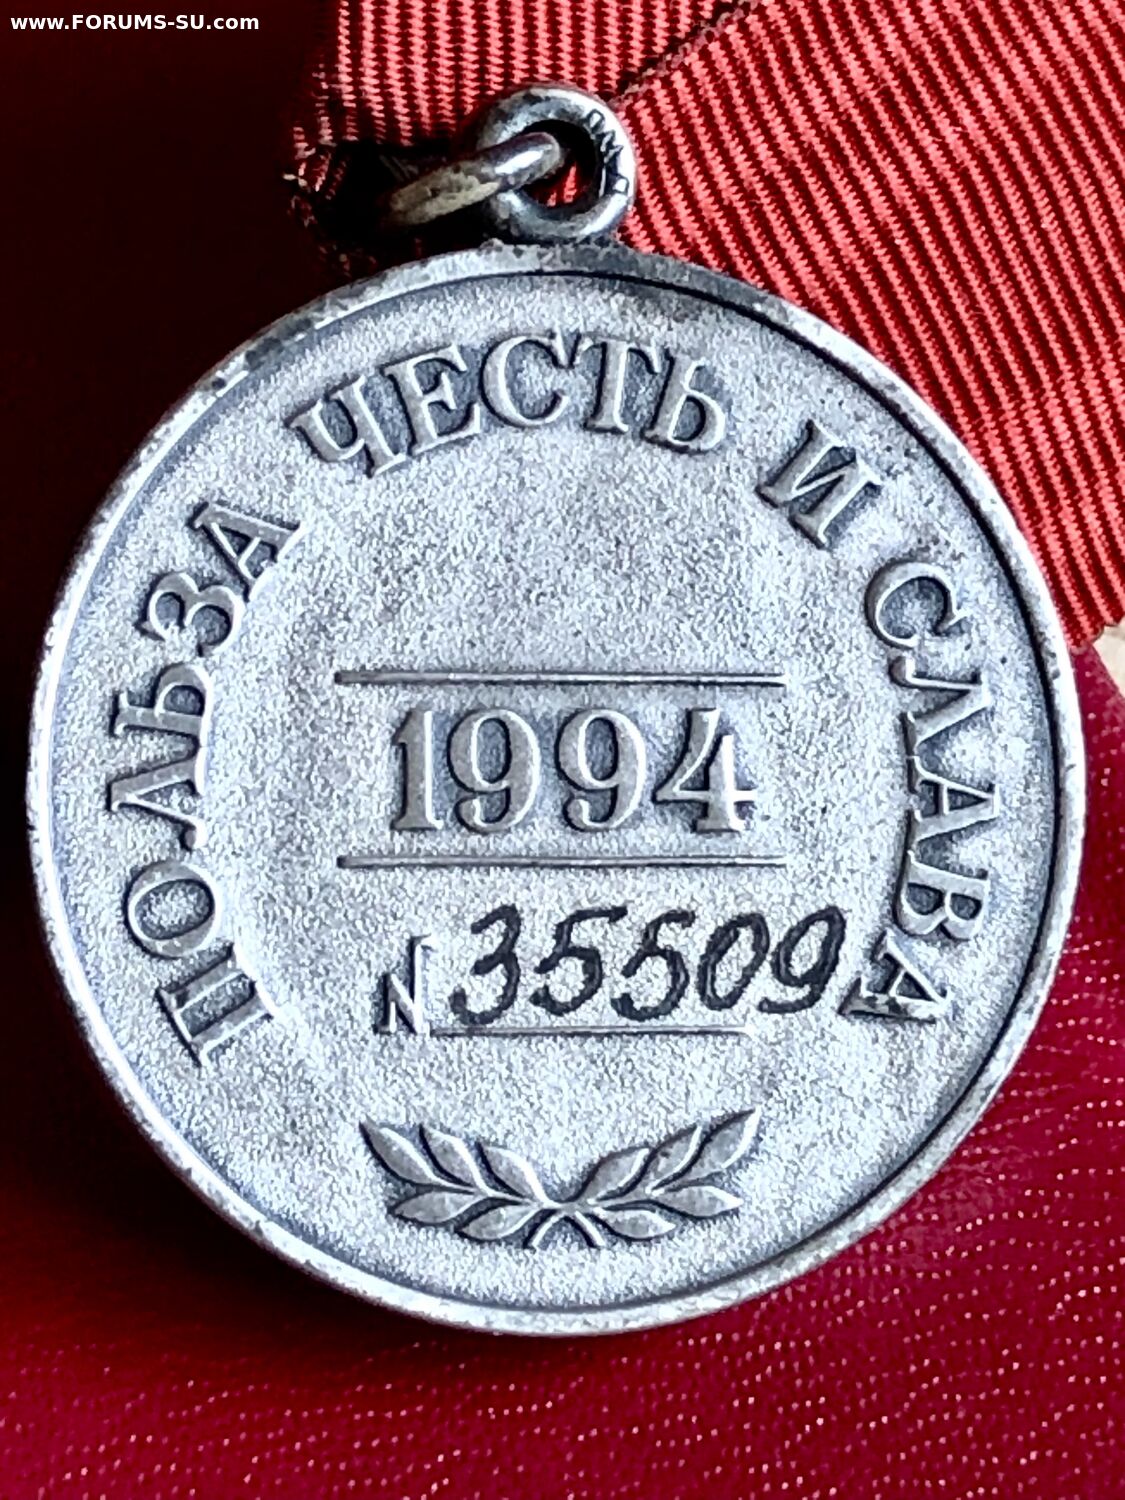 www.FORUMS-SU.com
ПОЛЬЗА ЧЕСТЬ И СЛАВА
1994
N 35509